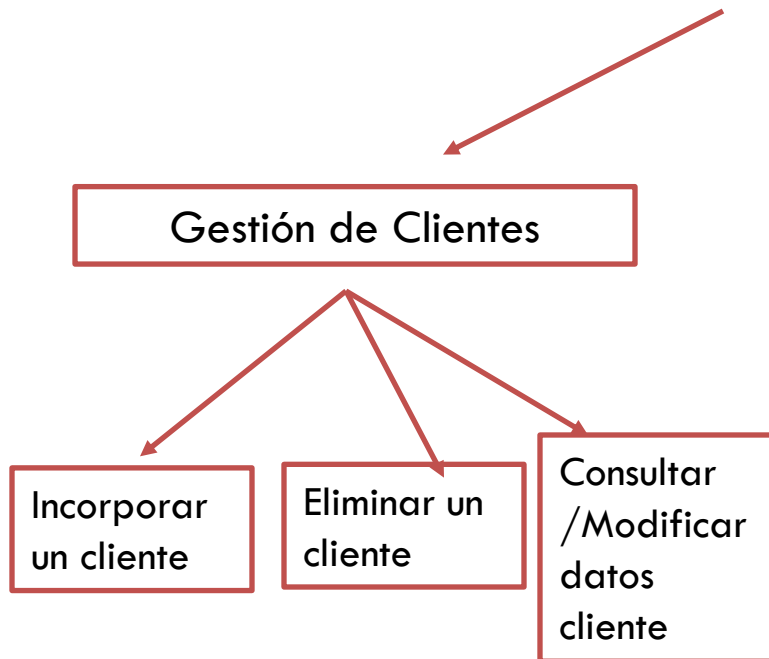 Gestión de Clientes
Incorporar
un cliente
Eliminar un
cliente
Consultar
/Modificar
datos
cliente